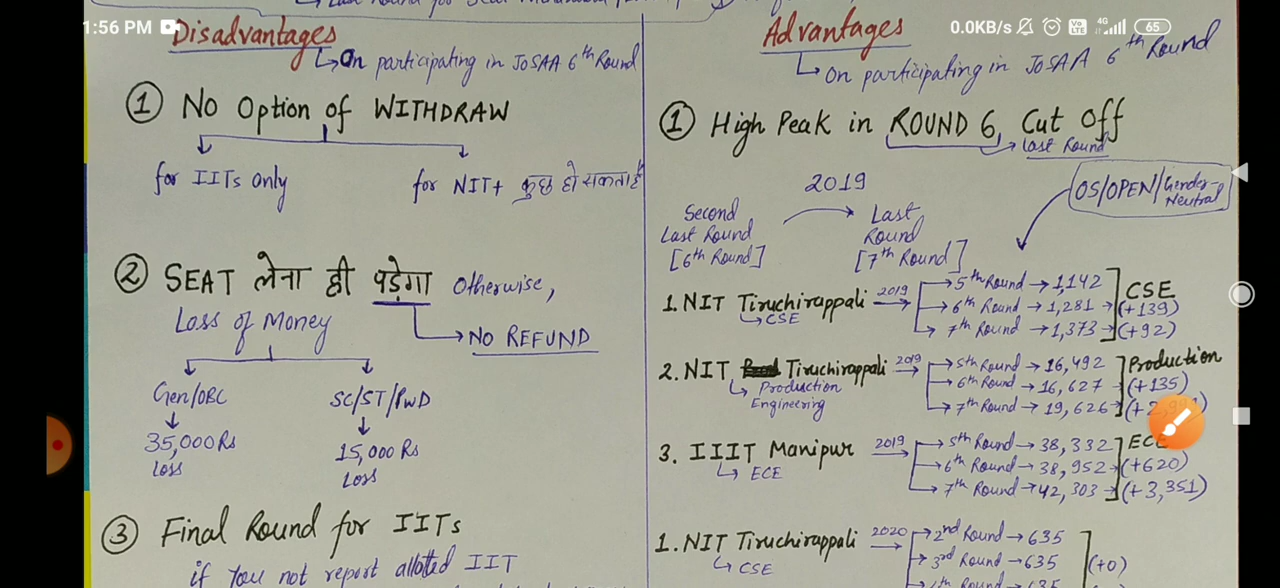 1:56 PM
0.0KB/s
Vo LTE
4G
65
Disadvantages
On participating in JoSAA 6th Round
① NO Option of WITHDRAW
for IITs only
for NIT+ कुछ हो सकता है
② SEAT लेना ही पड़ेगा Otherwise,
Loss of Money
NO REFUND
Gen/OBC
SC/ST/PwD
35,000 Rs
15,000 Rs
Loss
Loss
③ Final Round for IITs
if you not report allotted IIT
Advantages
On participating in JOSAA 6th Round
① High Peak in ROUND 6, Cut Off
Last Round
OS/OPEN/Gender-Neutral
2019
Second Last Round [6th Round]
Last Round [7th Round]
1. NIT Tiruchirappali 2019
CSE
5th Round → 1,142
6th Round → 1,281 → (+139)
7th Round → 1,373 → (+92)
CSE
2. NIT Tiruchirappali 2019
Production Engineering
5th Round → 16,492
6th Round → 16,627 → (+135)
7th Round → 19,626 →
Production
3. IIIT Manipur 2019
ECE
5th Round → 38,332
6th Round → 38,952 → (+620)
7th Round → 42,303 → (+3,351)
ECE
1. NIT Tiruchirappali 2020
CSE
2nd Round → 635
3rd Round → 635
(+0)